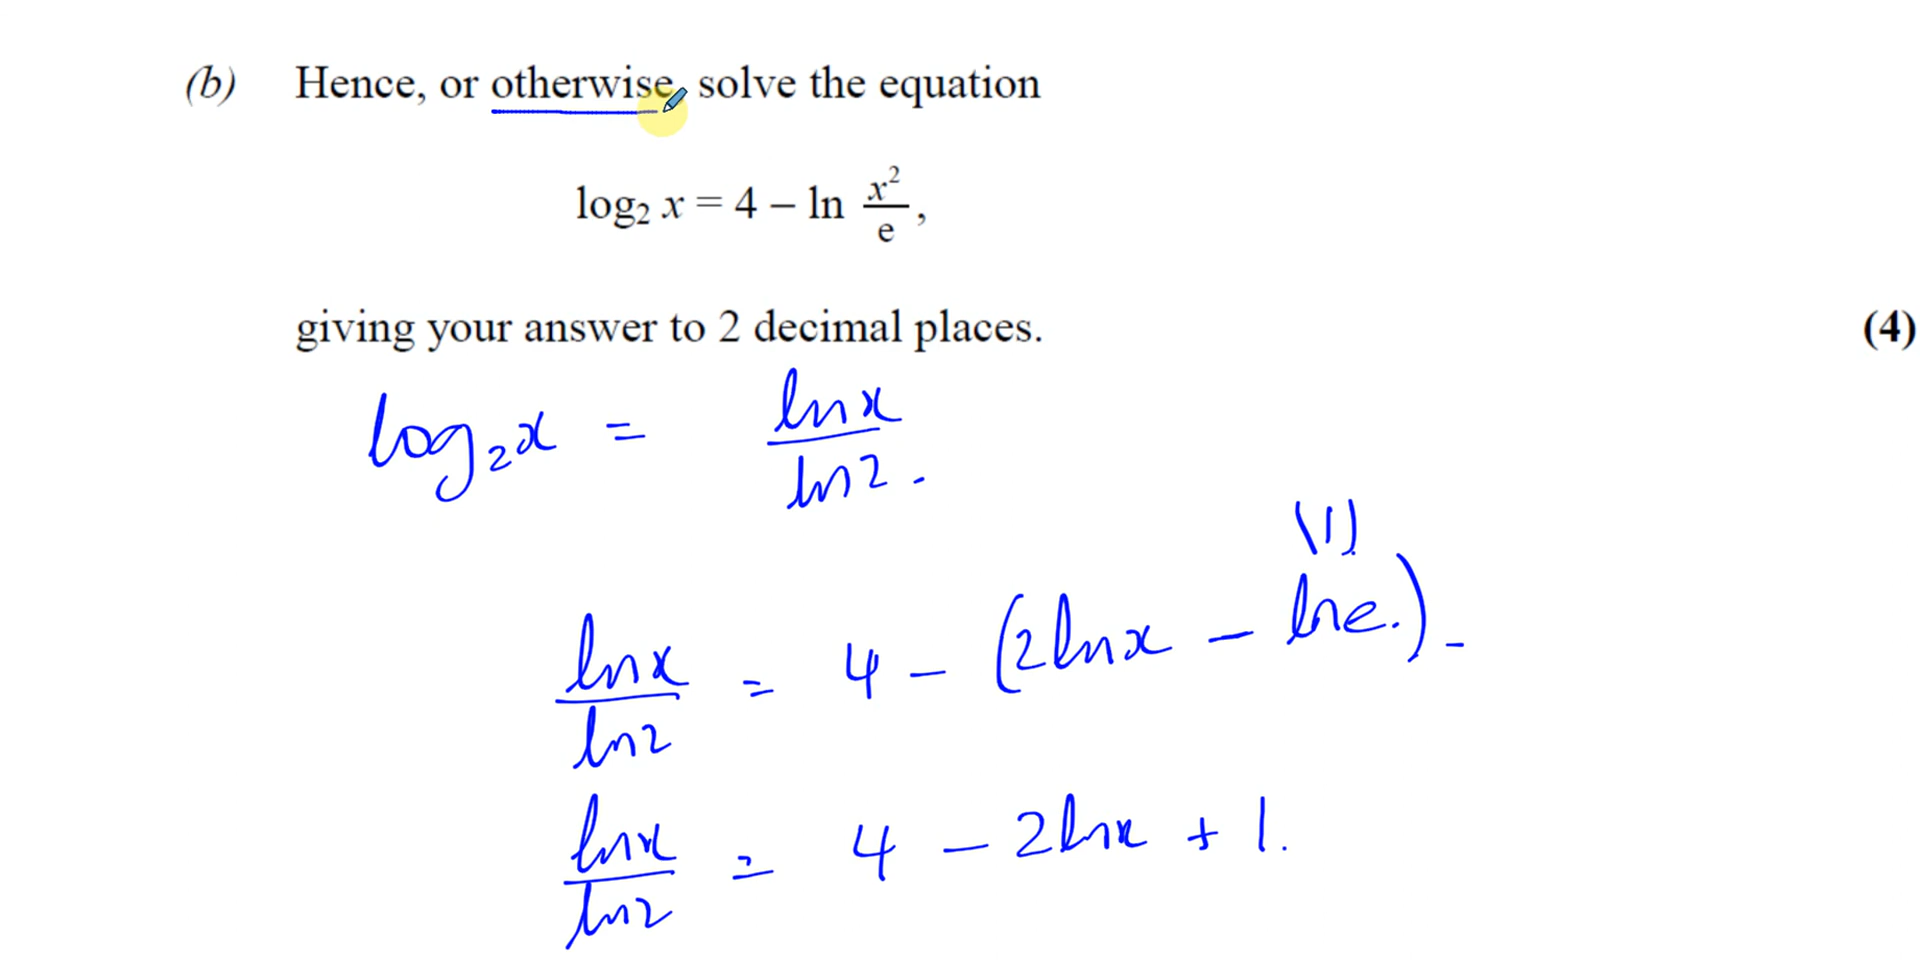 (b) Hence, or otherwise, solve the equation
log₂ x = 4 – ln x²/e,
giving your answer to 2 decimal places.
(4)
log₂x = lnx/ln2.
(1)
lnx/ln2 = 4 – (2lnx – lne.).
lnx/ln2 = 4 – 2lnx + 1.